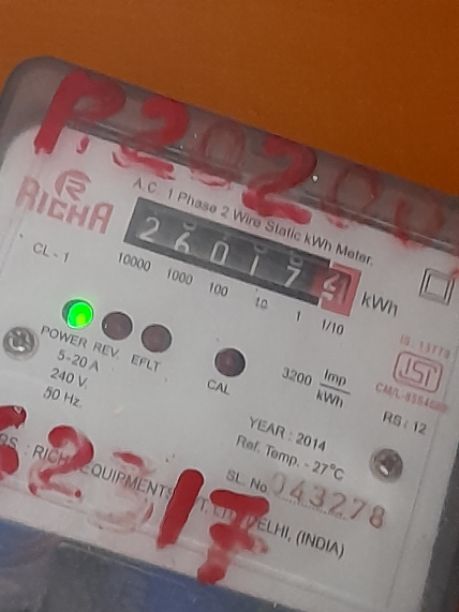 RICHA
A.C. 1 Phase 2 Wire Static kWh Meter.
26017 kWh
10000 1000 100 10 1 1/10
CL - 1
POWER REV. EFLT CAL
5-20 A
240 V.
50 Hz.
3200 Imp/kWh
IS. 13779
ISI
RS : 12
YEAR : 2014
Ref. Temp. - 27°C
SL. No. 043278
DELHI, (INDIA)